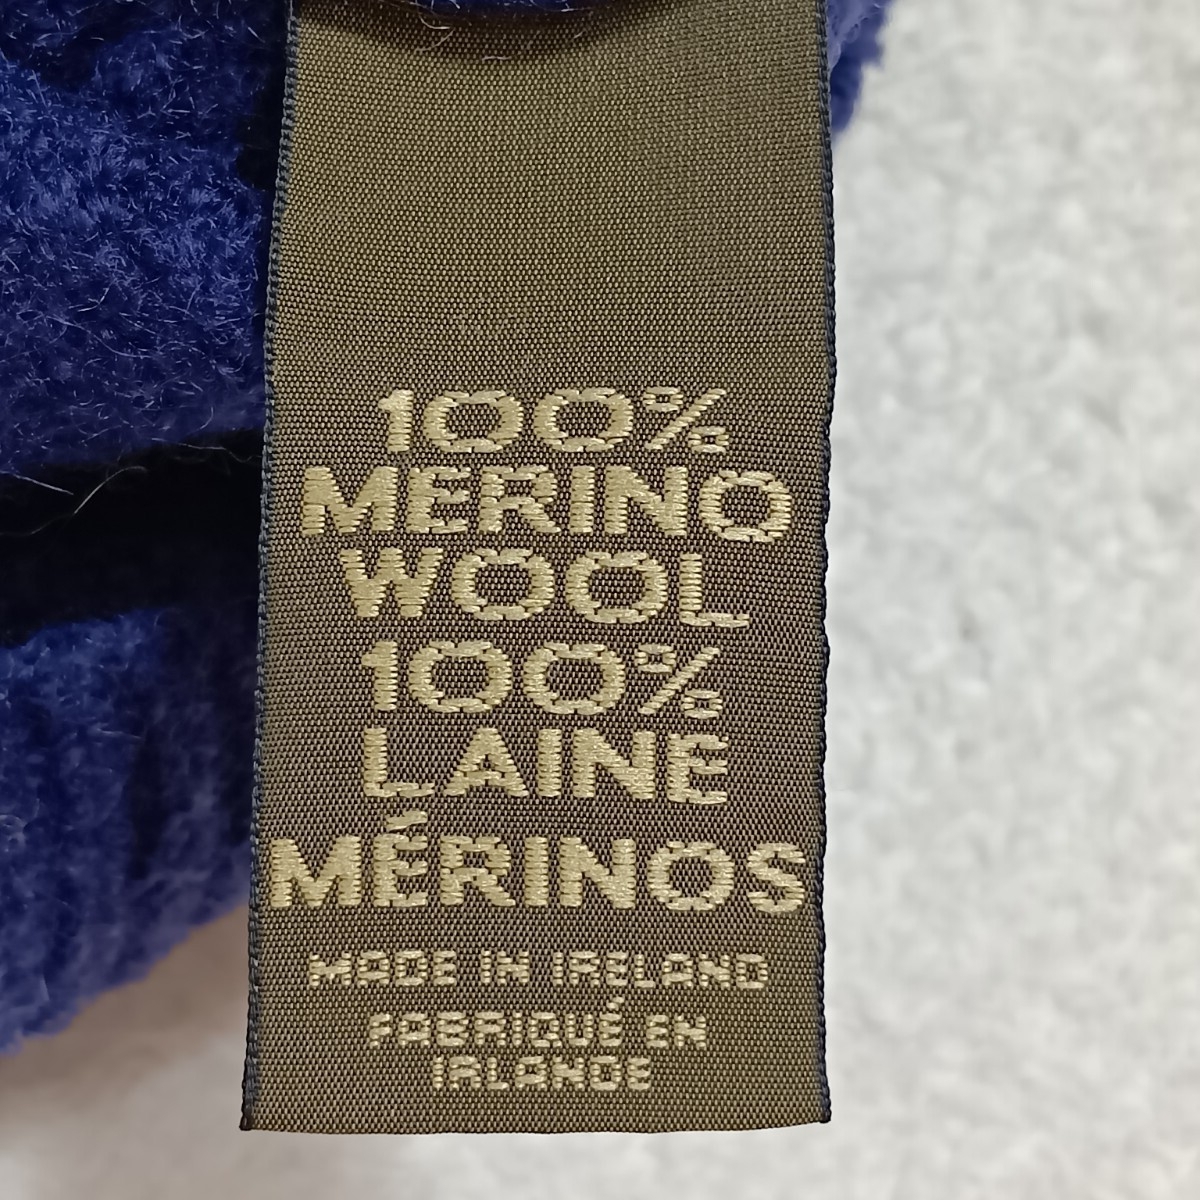 100%
MERINO
WOOL
100%
LAINE
MÉRINOS
MADE IN IRELAND
FABRIQUÉ EN
IRLANDE